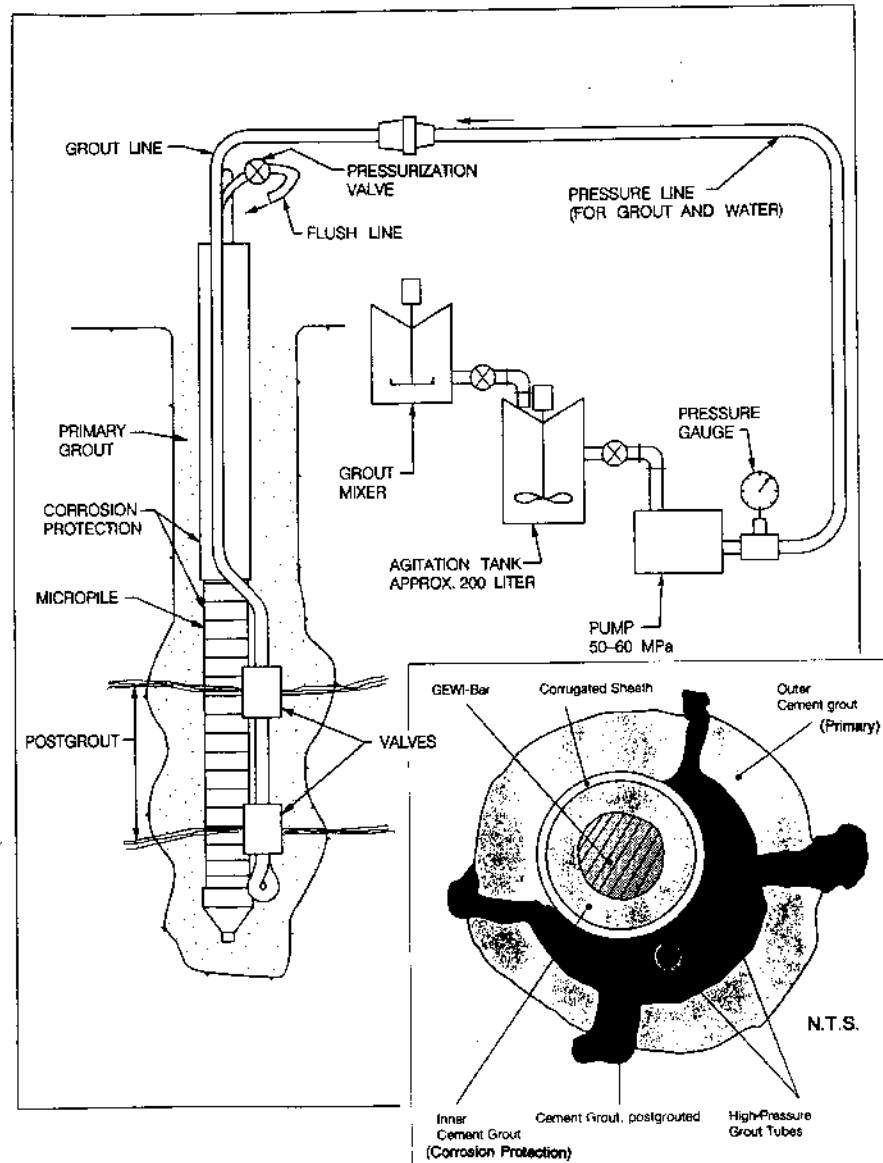 GROUT LINE
PRESSURIZATION
VALVE
FLUSH LINE
PRESSURE LINE
(FOR GROUT AND WATER)
PRIMARY
GROUT
GROUT
MIXER
PRESSURE
GAUGE
CORROSION
PROTECTION
AGITATION TANK
APPROX. 200 LITER
MICROPILE
PUMP
50–60 MPa
POSTGROUT
VALVES
GEWI-Bar
Corrugated Sheath
Outer
Cement grout
(Primary)
N.T.S.
Inner
Cement Grout
(Corrosion Protection)
Cement Grout, postgrouted
High-Pressure
Grout Tubes